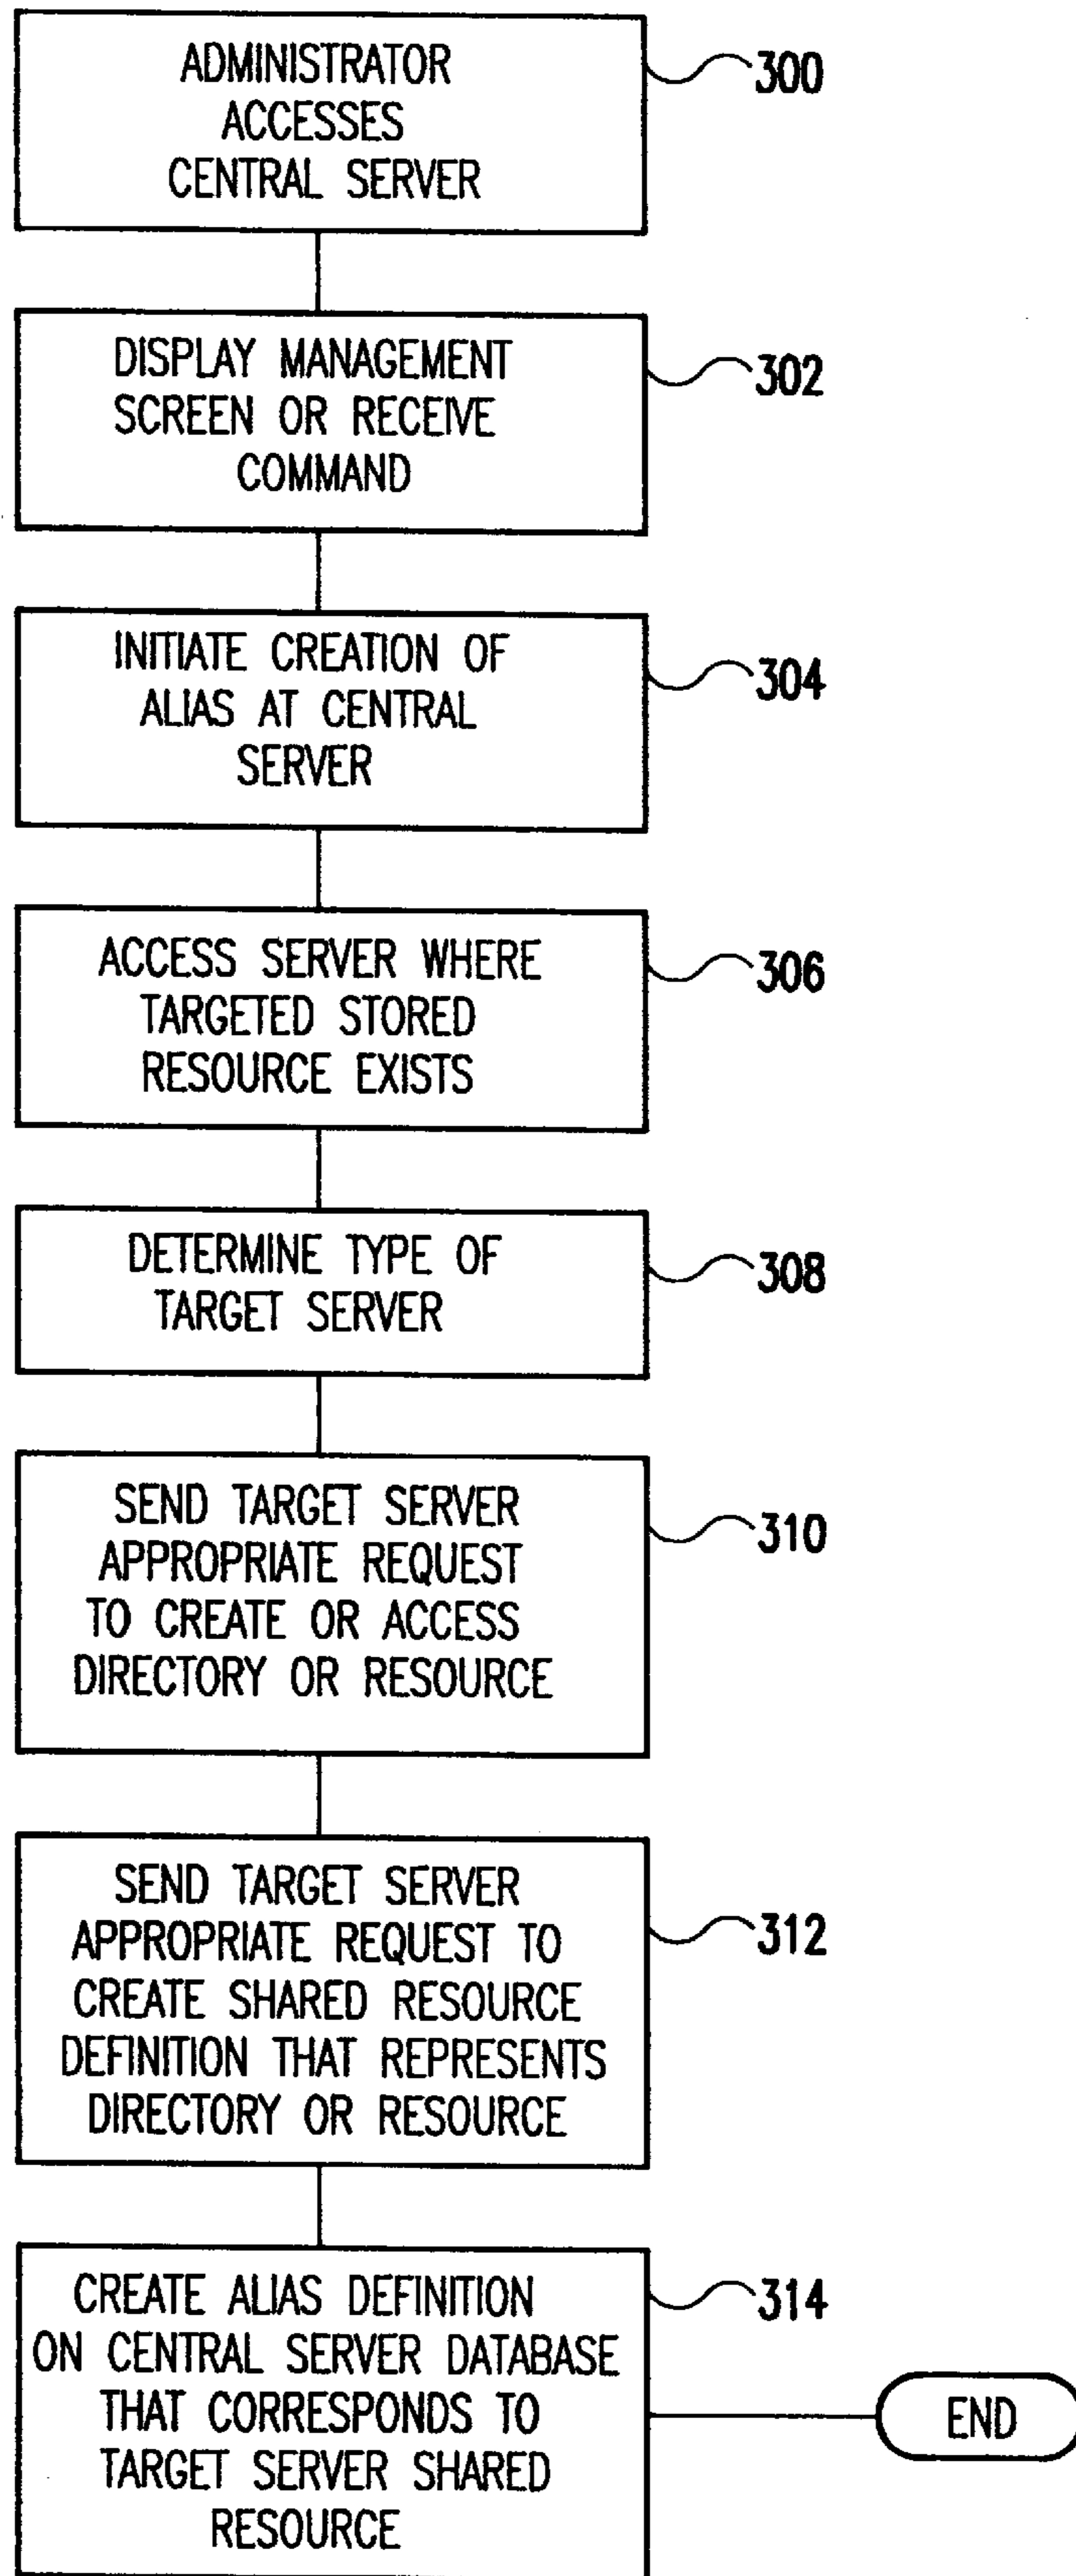 ADMINISTRATOR
ACCESSES
CENTRAL SERVER
300
DISPLAY MANAGEMENT
SCREEN OR RECEIVE
COMMAND
302
INITIATE CREATION OF
ALIAS AT CENTRAL
SERVER
304
ACCESS SERVER WHERE
TARGETED STORED
RESOURCE EXISTS
306
DETERMINE TYPE OF
TARGET SERVER
308
SEND TARGET SERVER
APPROPRIATE REQUEST
TO CREATE OR ACCESS
DIRECTORY OR RESOURCE
310
SEND TARGET SERVER
APPROPRIATE REQUEST TO
CREATE SHARED RESOURCE
DEFINITION THAT REPRESENTS
DIRECTORY OR RESOURCE
312
CREATE ALIAS DEFINITION
ON CENTRAL SERVER DATABASE
THAT CORRESPONDS TO
TARGET SERVER SHARED
RESOURCE
314
END